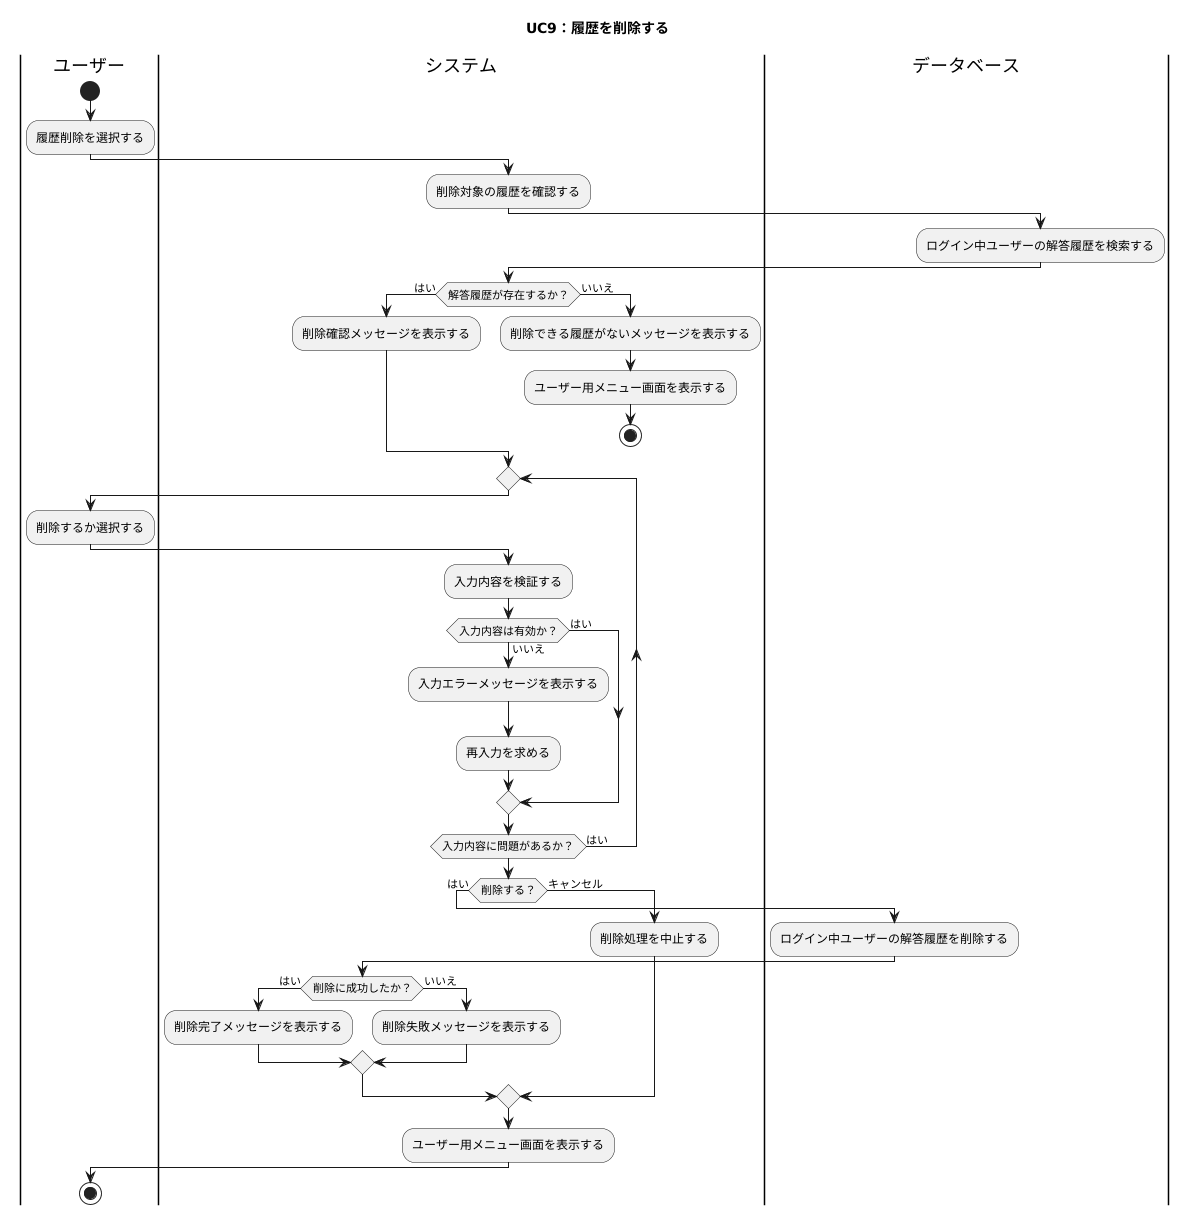 UC9：履歴を削除する
ユーザー
システム
データベース
履歴削除を選択する
削除対象の履歴を確認する
ログイン中ユーザーの解答履歴を検索する
はい
解答履歴が存在するか？
いいえ
削除確認メッセージを表示する
削除できる履歴がないメッセージを表示する
ユーザー用メニュー画面を表示する
削除するか選択する
入力内容を検証する
入力内容は有効か？
はい
いいえ
入力エラーメッセージを表示する
再入力を求める
入力内容に問題があるか？
はい
はい
削除する？
キャンセル
削除処理を中止する
ログイン中ユーザーの解答履歴を削除する
はい
削除に成功したか？
いいえ
削除完了メッセージを表示する
削除失敗メッセージを表示する
ユーザー用メニュー画面を表示する